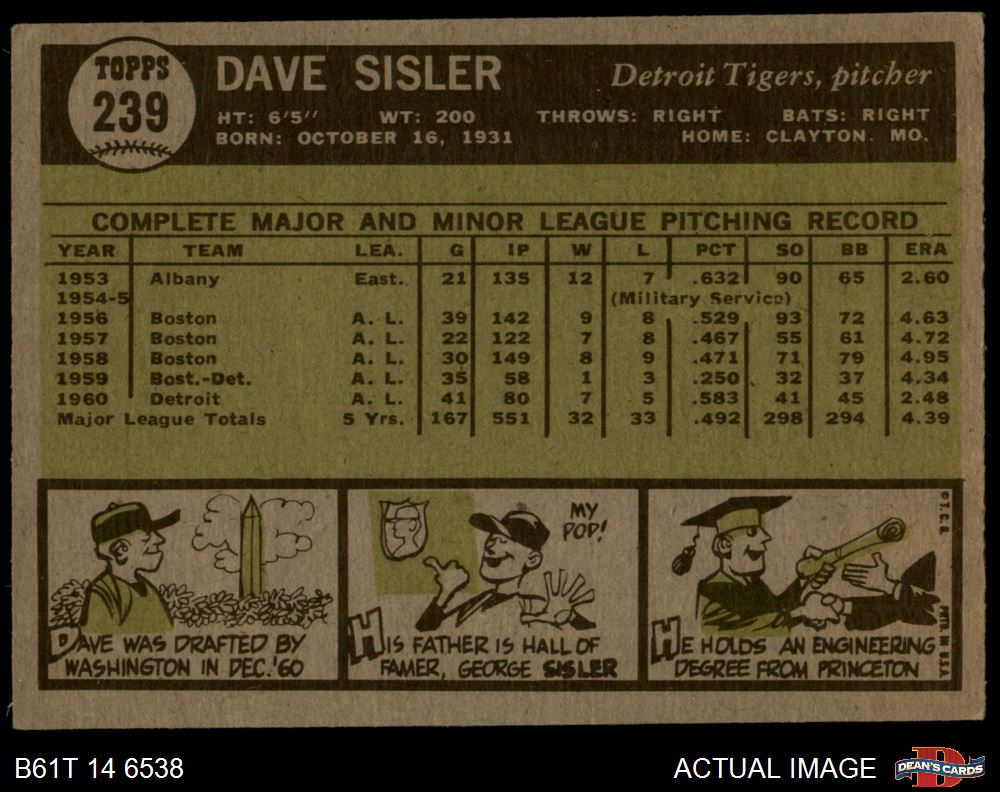 TOPPS
239
DAVE SISLER
Detroit Tigers, pitcher
HT: 6'5'' WT: 200 THROWS: RIGHT BATS: RIGHT
BORN: OCTOBER 16, 1931 HOME: CLAYTON. MO.
COMPLETE MAJOR AND MINOR LEAGUE PITCHING RECORD
YEAR TEAM LEA. G IP W L PCT SO BB ERA
1953 Albany East. 21 135 12 7 .632 90 65 2.60
1954-5 (Military Service)
1956 Boston A. L. 39 142 9 8 .529 93 72 4.63
1957 Boston A. L. 22 122 7 8 .467 55 61 4.72
1958 Boston A. L. 30 149 8 9 .471 71 79 4.95
1959 Bost.-Det. A. L. 35 58 1 3 .250 32 37 4.34
1960 Detroit A. L. 41 80 7 5 .583 41 45 2.48
Major League Totals 5 Yrs. 167 551 32 33 .492 298 294 4.39
DAVE WAS DRAFTED BY
WASHINGTON IN DEC. '60
MY
POP!
HIS FATHER IS HALL OF
FAMER, GEORGE SISLER
HE HOLDS AN ENGINEERING
DEGREE FROM PRINCETON
© T.C.G.
PRTD. IN U.S.A.
B61T 14 6538
ACTUAL IMAGE
DEAN'S CARDS